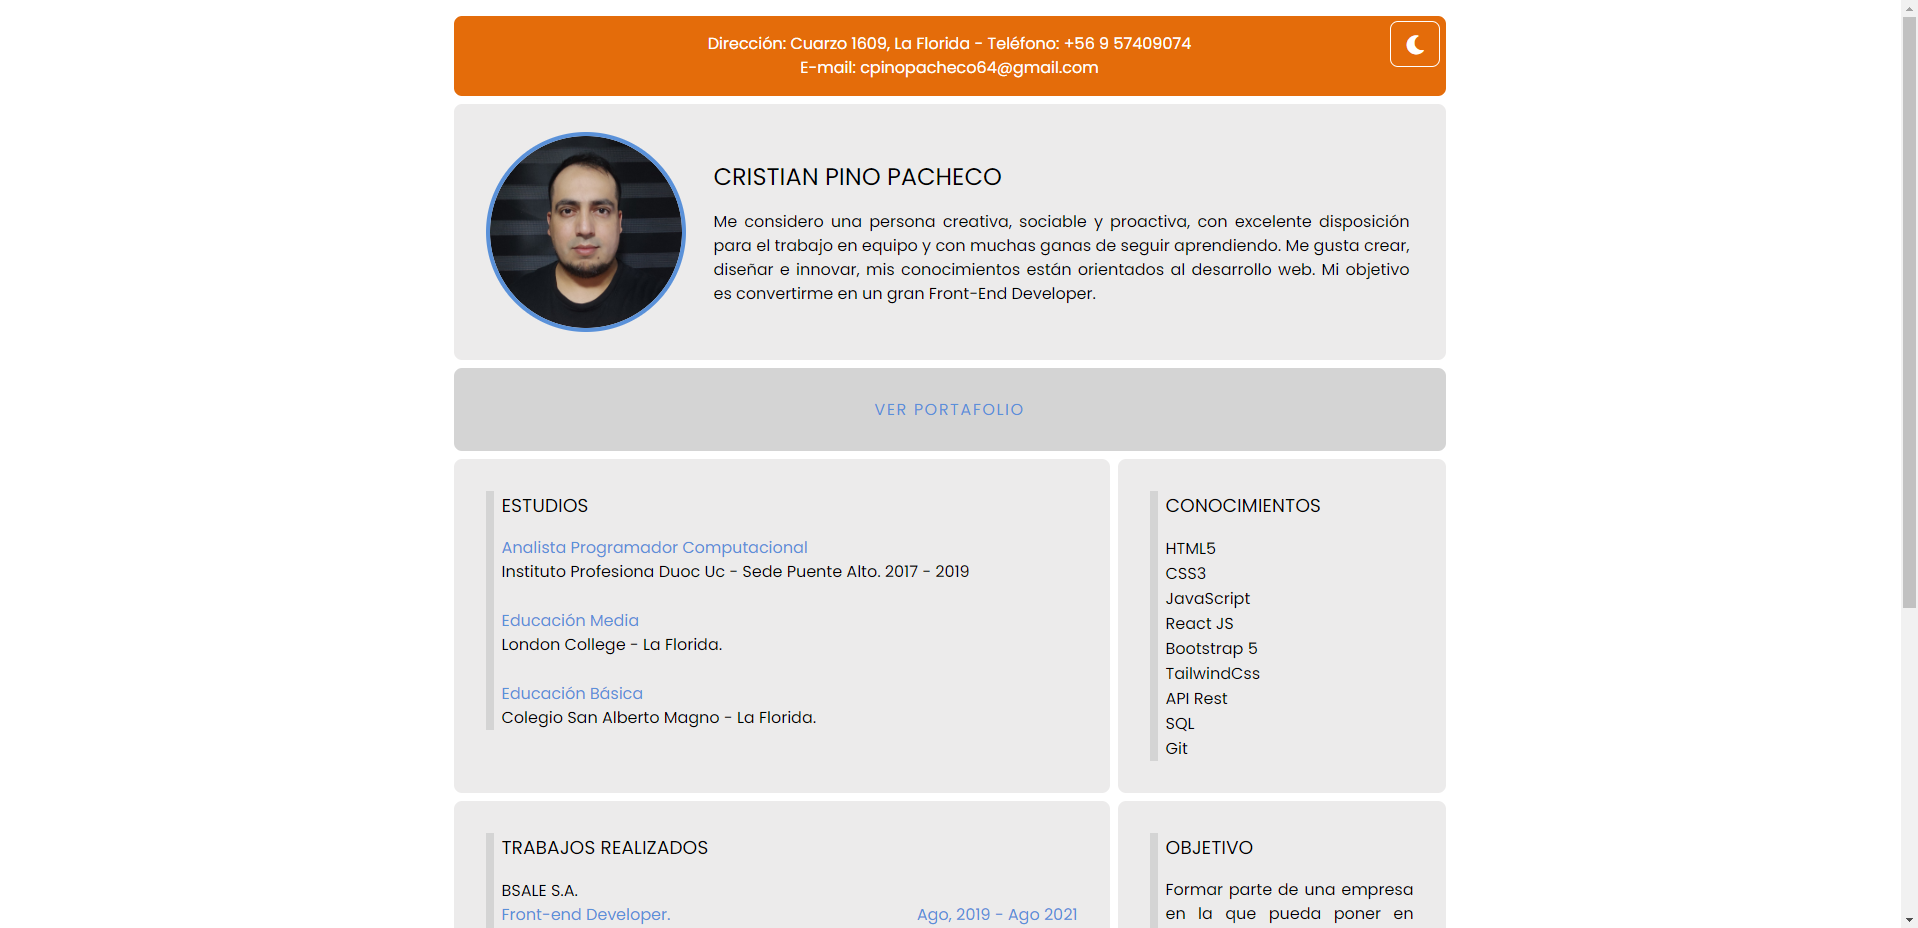 Dirección: Cuarzo 1609, La Florida - Teléfono: +56 9 57409074
E-mail: cpinopacheco64@gmail.com
CRISTIAN PINO PACHECO
Me considero una persona creativa, sociable y proactiva, con excelente disposición
para el trabajo en equipo y con muchas ganas de seguir aprendiendo. Me gusta crear,
diseñar e innovar, mis conocimientos están orientados al desarrollo web. Mi objetivo
es convertirme en un gran Front-End Developer.
VER PORTAFOLIO
ESTUDIOS
Analista Programador Computacional
Instituto Profesiona Duoc Uc - Sede Puente Alto. 2017 - 2019
Educación Media
London College - La Florida.
Educación Básica
Colegio San Alberto Magno - La Florida.
CONOCIMIENTOS
HTML5
CSS3
JavaScript
React JS
Bootstrap 5
TailwindCss
API Rest
SQL
Git
TRABAJOS REALIZADOS
BSALE S.A.
Front-end Developer. Ago, 2019 - Ago 2021
OBJETIVO
Formar parte de una empresa
en la que pueda poner en